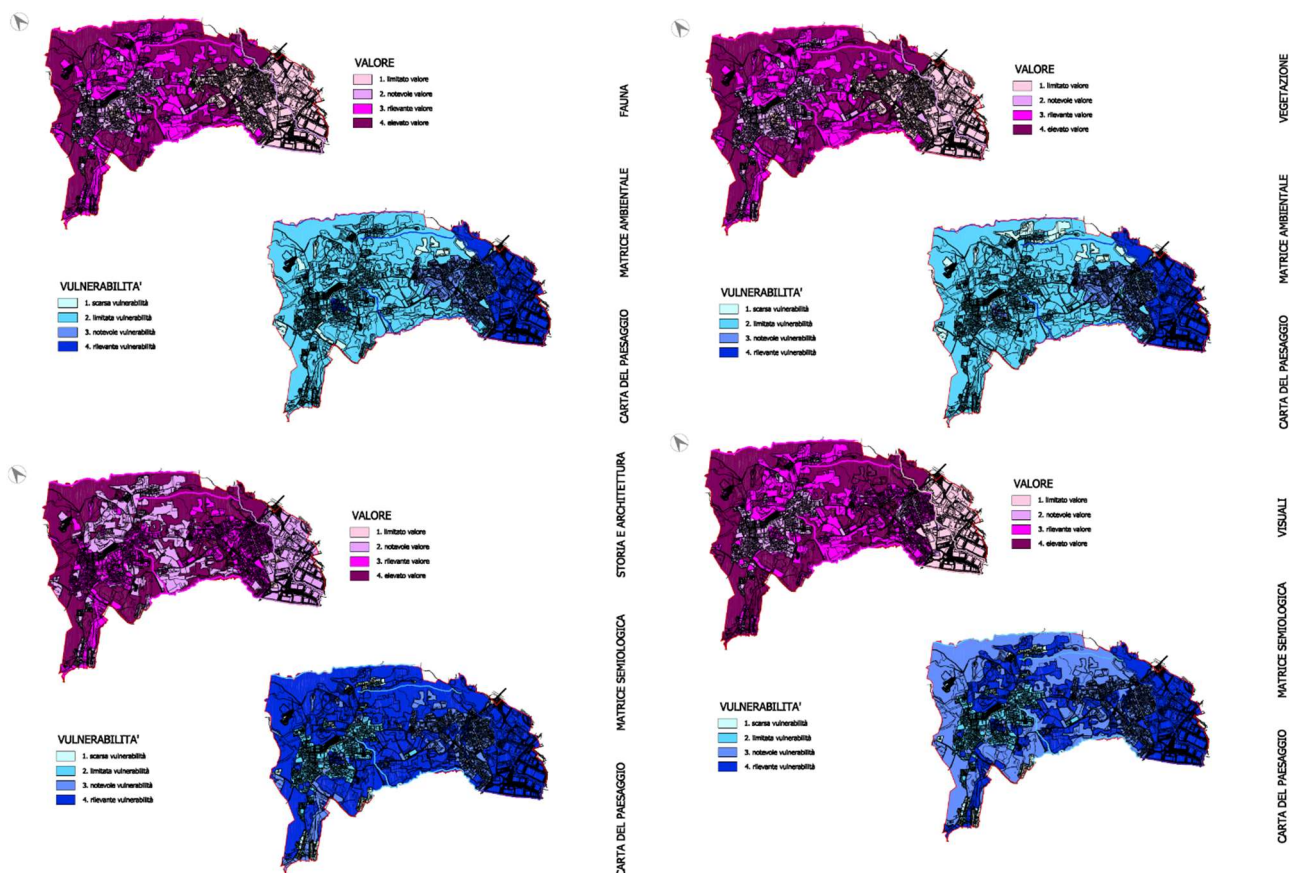 VALORE
1. limitato valore
2. notevole valore
3. rilevante valore
4. elevato valore
VULNERABILITA'
1. scarsa vulnerabilità
2. limitata vulnerabilità
3. notevole vulnerabilità
4. rilievante vulnerabilità
CARTA DEL PAESAGGIO MATRICE AMBIENTALE FAUNA
VALORE
1. limitato valore
2. notevole valore
3. rilevante valore
4. elevato valore
VULNERABILITA'
1. scarsa vulnerabilità
2. limitata vulnerabilità
3. notevole vulnerabilità
4. rilievante vulnerabilità
CARTA DEL PAESAGGIO MATRICE AMBIENTALE VEGETAZIONE
VALORE
1. limitato valore
2. notevole valore
3. rilevante valore
4. elevato valore
VULNERABILITA'
1. scarsa vulnerabilità
2. limitata vulnerabilità
3. notevole vulnerabilità
4. rilievante vulnerabilità
CARTA DEL PAESAGGIO MATRICE SEMIOLOGICA STORIA E ARCHITETTURA
VALORE
1. limitato valore
2. notevole valore
3. rilevante valore
4. elevato valore
VULNERABILITA'
1. scarsa vulnerabilità
2. limitata vulnerabilità
3. notevole vulnerabilità
4. rilievante vulnerabilità
CARTA DEL PAESAGGIO MATRICE SEMIOLOGICA VISUALI